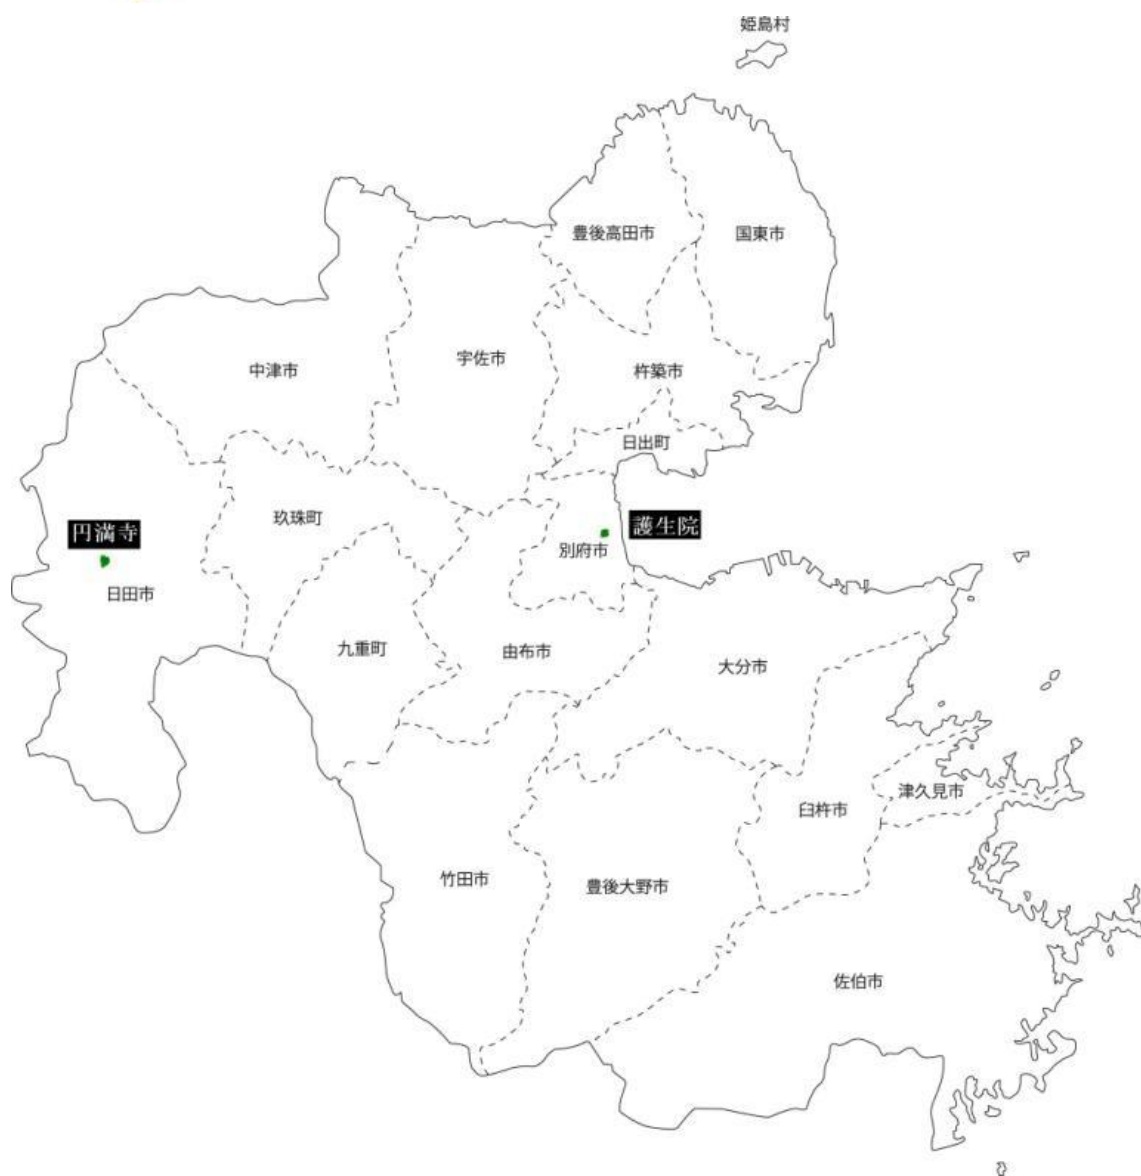 姫島村
豊後高田市
国東市
中津市
宇佐市
杵築市
日出町
円満寺
玖珠町
護生院
別府市
日田市
九重町
由布市
大分市
津久見市
臼杵市
竹田市
豊後大野市
佐伯市